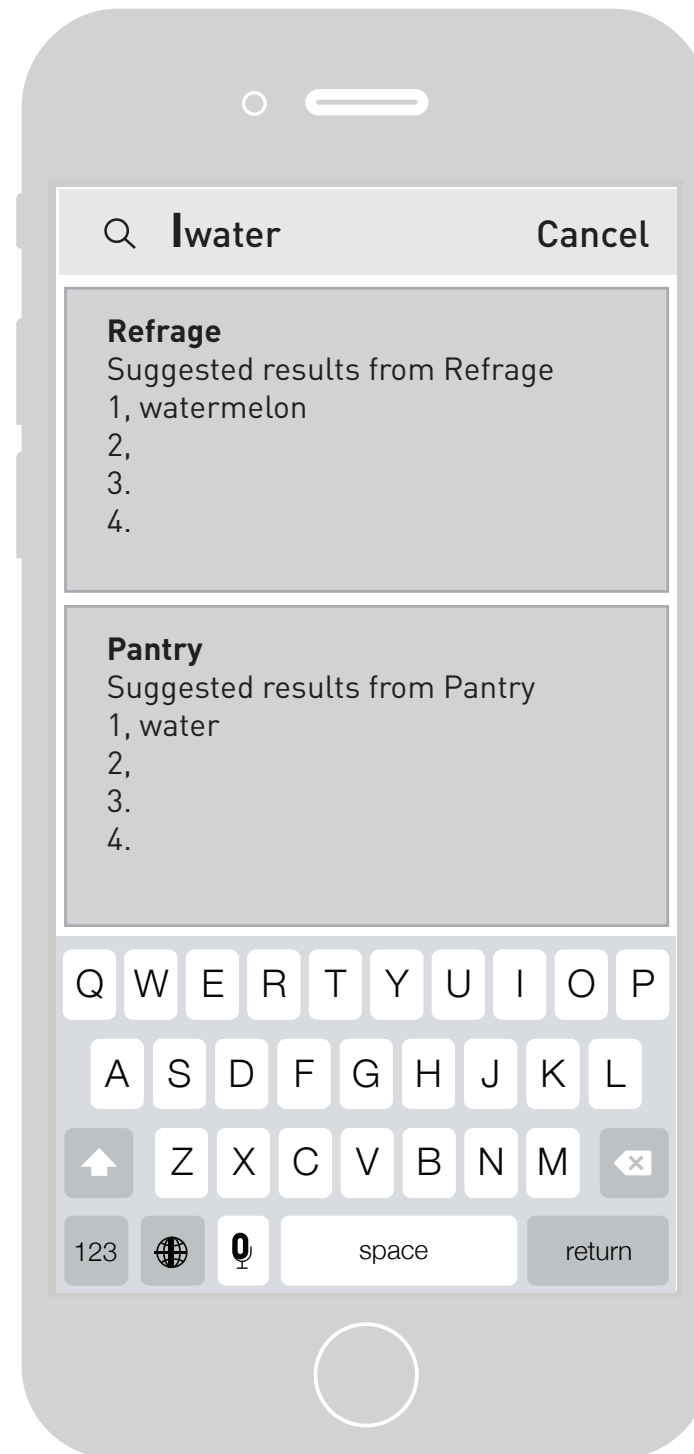 water Cancel
Refrage
Suggested results from Refrage
1, watermelon
2,
3.
4.
Pantry
Suggested results from Pantry
1, water
2,
3.
4.
Q W E R T Y U I O P
A S D F G H J K L
Z X C V B N M
123 space return